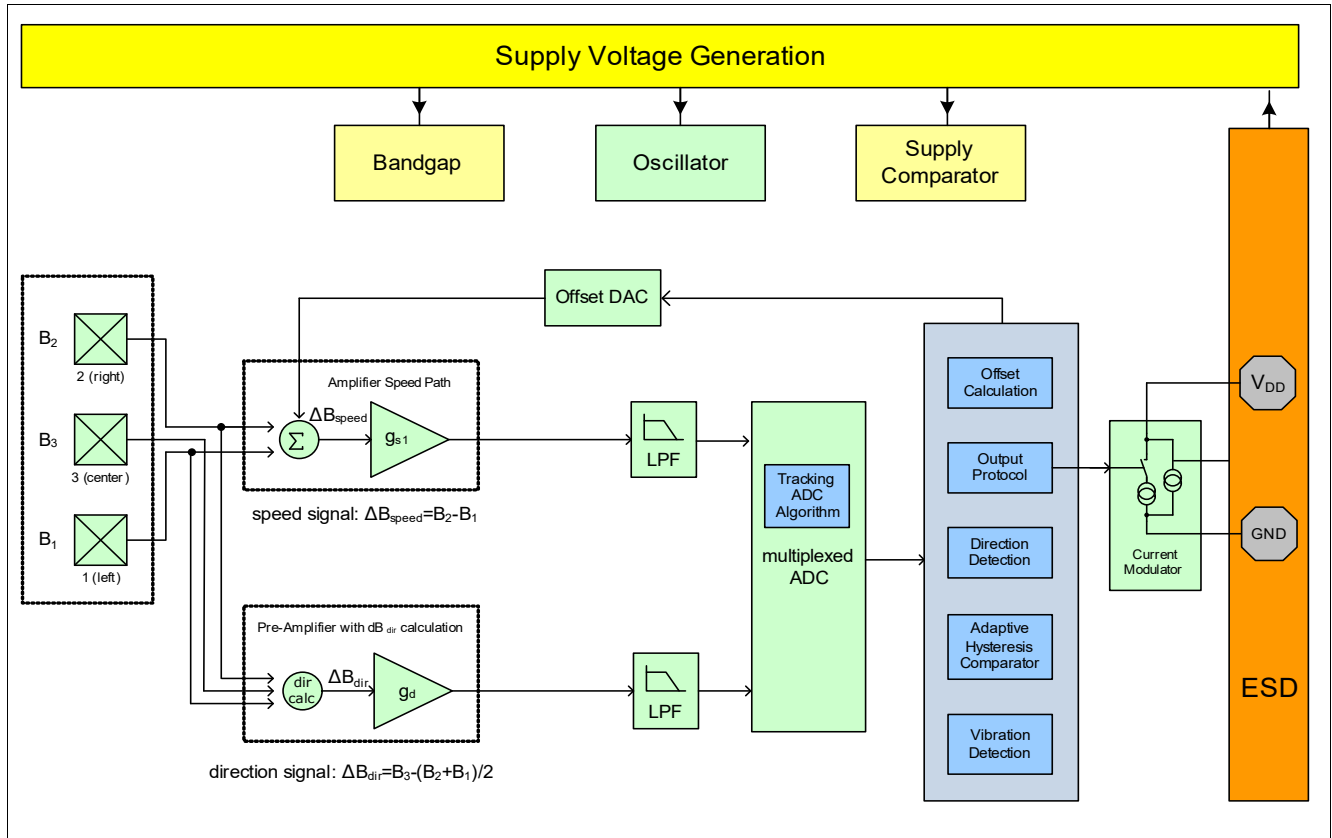 Supply Voltage Generation
Bandgap
Oscillator
Supply
Comparator
Offset DAC
B2
2 (right)
B3
3 (center)
B1
1 (left)
Amplifier Speed Path
ΔBspeed
Σ
gs1
speed signal: ΔBspeed=B2-B1
Pre-Amplifier with dB dir calculation
dir
calc
ΔBdir
gd
direction signal: ΔBdir=B3-(B2+B1)/2
LPF
LPF
Tracking
ADC
Algorithm
multiplexed
ADC
Offset
Calculation
Output
Protocol
Direction
Detection
Adaptive
Hysteresis
Comparator
Vibration
Detection
Current
Modulator
VDD
GND
ESD